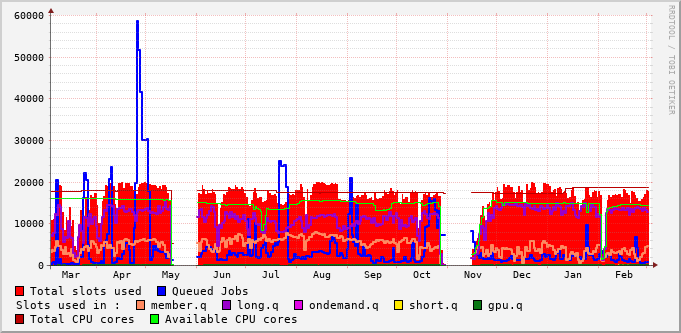 60000
50000
40000
30000
20000
10000
0
Mar Apr May Jun Jul Aug Sep Oct Nov Dec Jan Feb
RRDTOOL / TOBI OETIKER
Total slots used Queued Jobs
Slots used in : member.q long.q ondemand.q short.q gpu.q
Total CPU cores Available CPU cores